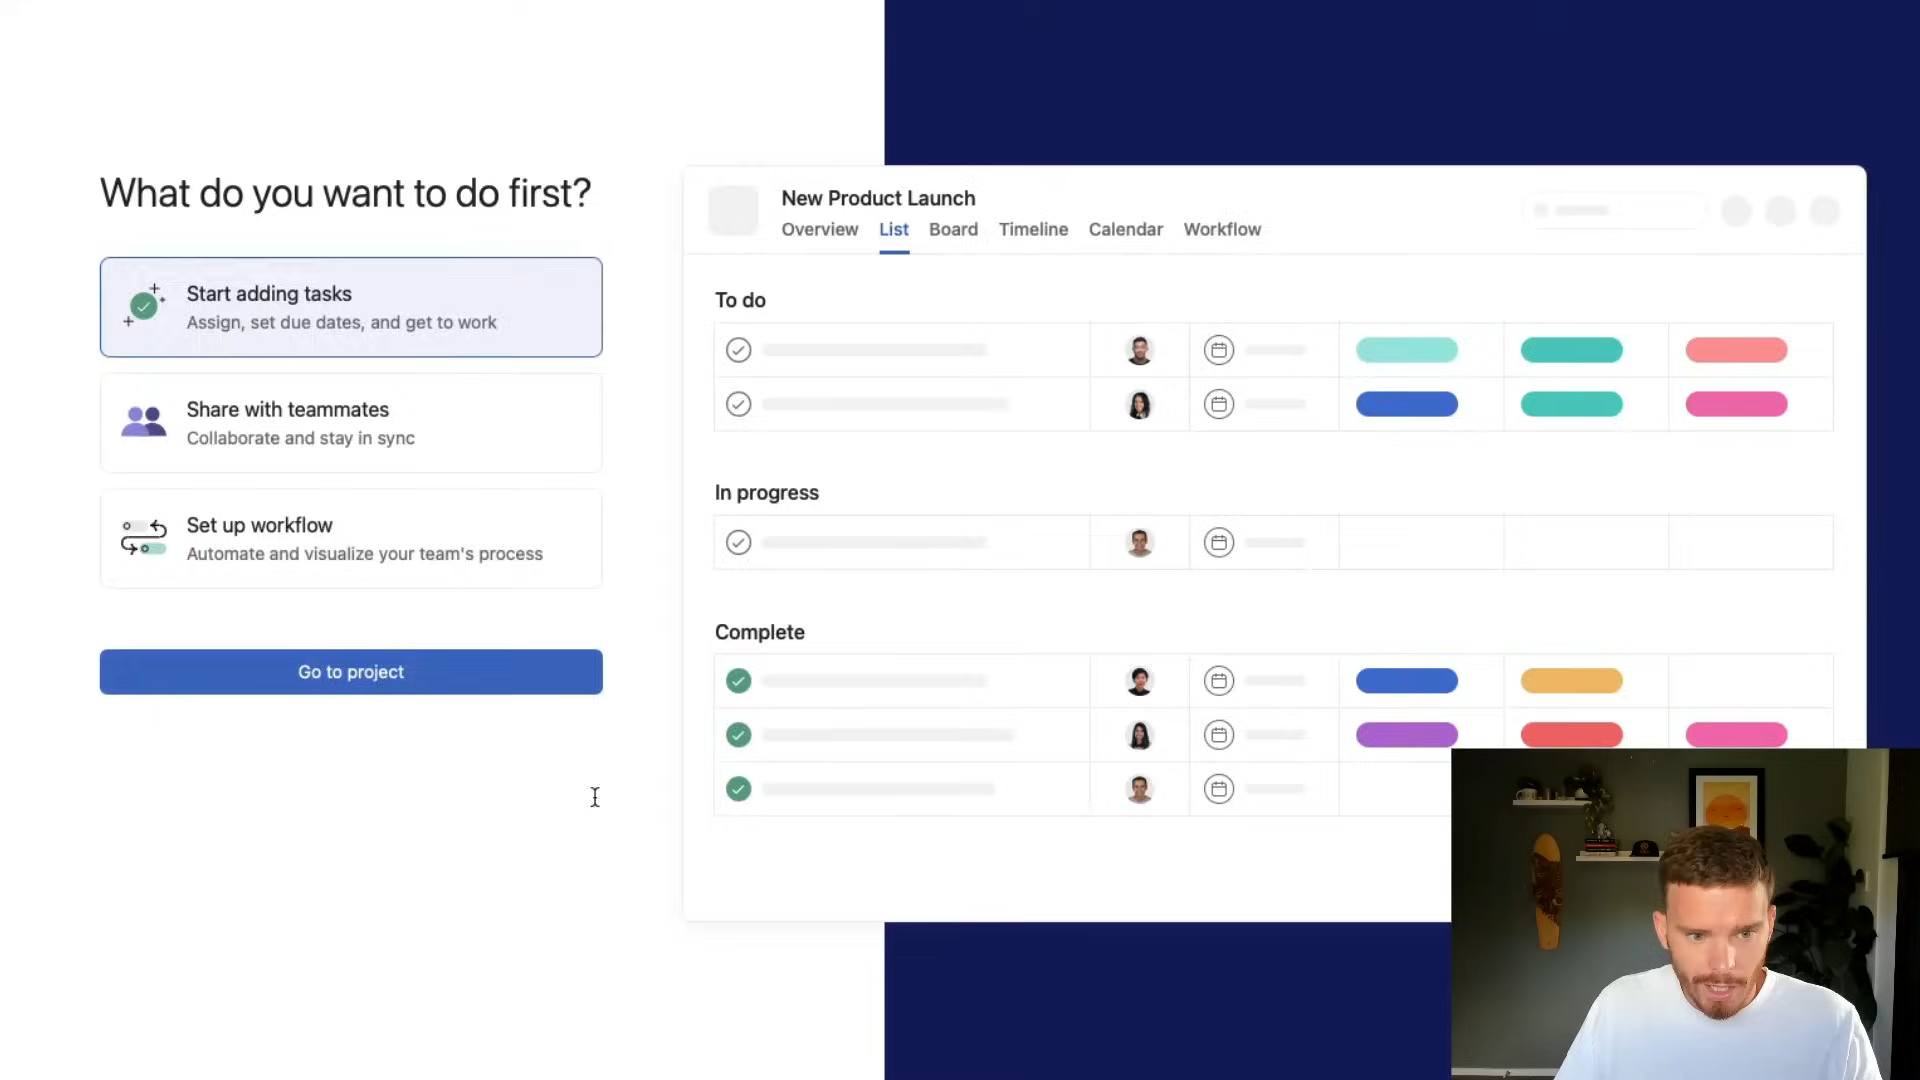 What do you want to do first?
Start adding tasks
Assign, set due dates, and get to work
Share with teammates
Collaborate and stay in sync
Set up workflow
Automate and visualize your team's process
Go to project
New Product Launch
Overview List Board Timeline Calendar Workflow
To do
In progress
Complete